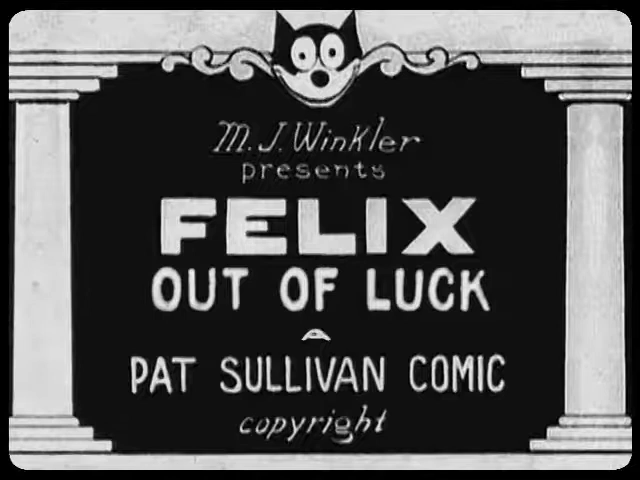 M. J. Winkler
presents
FELIX
OUT OF LUCK
A
PAT SULLIVAN COMIC
copyright